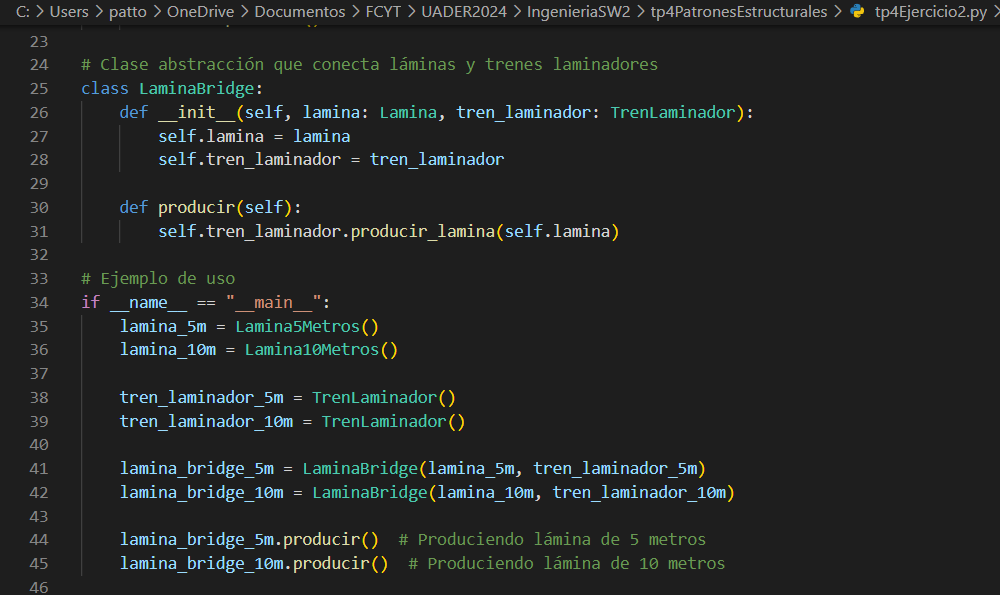 C: > Users > patto > OneDrive > Documentos > FCYT > UADER2024 > IngenieriaSW2 > tp4PatronesEstructurales > tp4Ejercicio2.py >
23
24 # Clase abstracción que conecta láminas y trenes laminadores
25 class LaminaBridge:
26     def __init__(self, lamina: Lamina, tren_laminador: TrenLaminador):
27         self.lamina = lamina
28         self.tren_laminador = tren_laminador
29
30     def producir(self):
31         self.tren_laminador.producir_lamina(self.lamina)
32
33 # Ejemplo de uso
34 if __name__ == "__main__":
35     lamina_5m = Lamina5Metros()
36     lamina_10m = Lamina10Metros()
37
38     tren_laminador_5m = TrenLaminador()
39     tren_laminador_10m = TrenLaminador()
40
41     lamina_bridge_5m = LaminaBridge(lamina_5m, tren_laminador_5m)
42     lamina_bridge_10m = LaminaBridge(lamina_10m, tren_laminador_10m)
43
44     lamina_bridge_5m.producir()  # Produciendo lámina de 5 metros
45     lamina_bridge_10m.producir()  # Produciendo lámina de 10 metros
46